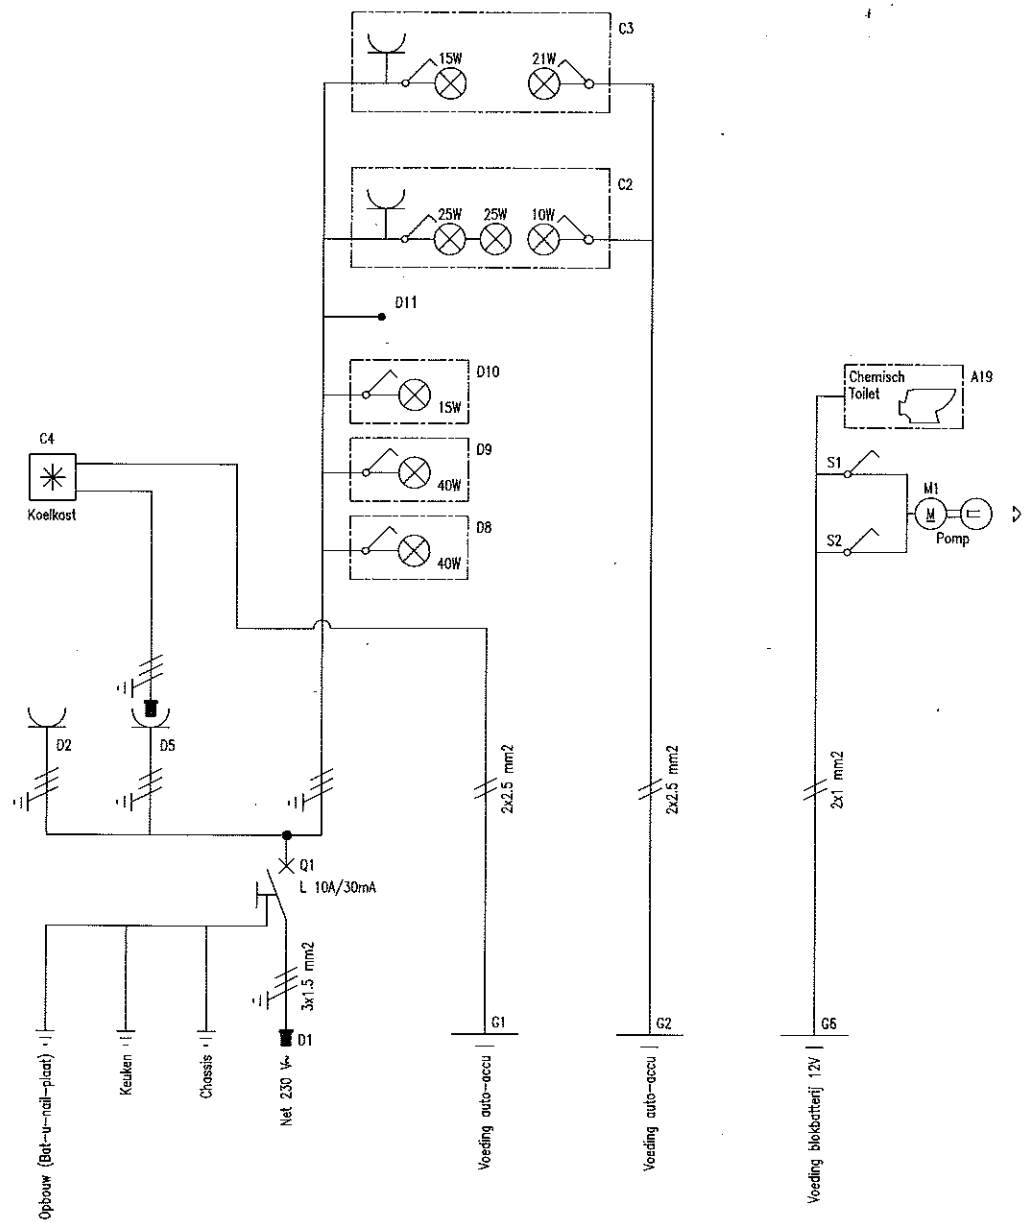 C3
15W
21W
C2
25W
25W
10W
D11
D10
15W
D9
40W
D8
40W
C4
Koelkast
Chemisch
Toilet
A19
S1
M1
M
Pomp
S2
D2
D5
2x2.5 mm2
2x2.5 mm2
2x1 mm2
Q1
L 10A/30mA
3x1.5 mm2
D1
G1
G2
G6
Opbouw (Bat-u-nail-plaat)
Keuken
Chassis
Net 230 V~
Voeding auto-accu
Voeding auto-accu
Voeding blokbatterij 12V